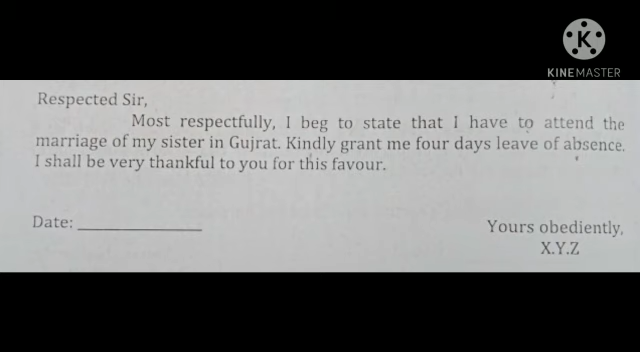 K
KINEMASTER
Respected Sir,
Most respectfully, I beg to state that I have to attend the
marriage of my sister in Gujrat. Kindly grant me four days leave of absence.
I shall be very thankful to you for this favour.
Date: ______________
Yours obediently,
X.Y.Z